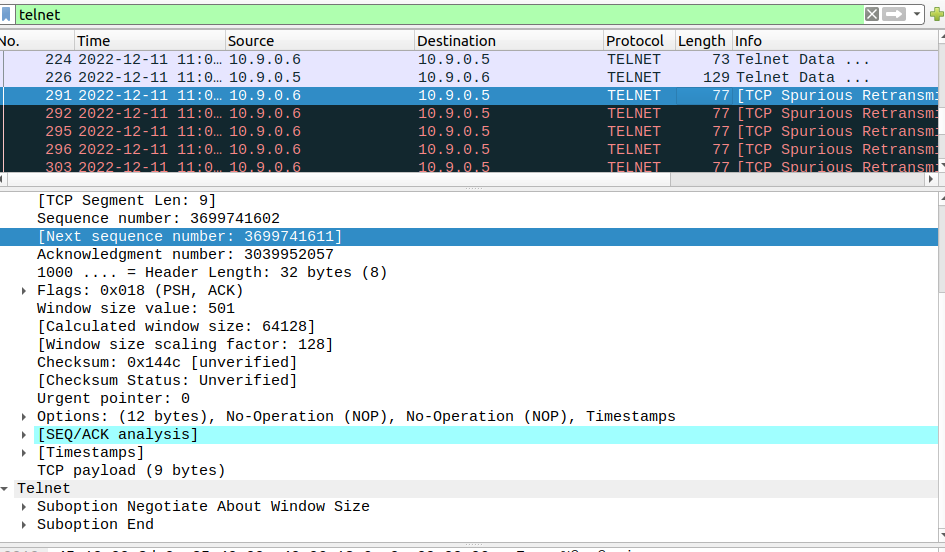 telnet
No. Time Source Destination Protocol Length Info
224 2022-12-11 11:0… 10.9.0.6 10.9.0.5 TELNET 73 Telnet Data ...
226 2022-12-11 11:0… 10.9.0.5 10.9.0.6 TELNET 129 Telnet Data ...
291 2022-12-11 11:0… 10.9.0.6 10.9.0.5 TELNET 77 [TCP Spurious Retransmi
292 2022-12-11 11:0… 10.9.0.6 10.9.0.5 TELNET 77 [TCP Spurious Retransmi
295 2022-12-11 11:0… 10.9.0.6 10.9.0.5 TELNET 77 [TCP Spurious Retransmi
296 2022-12-11 11:0… 10.9.0.6 10.9.0.5 TELNET 77 [TCP Spurious Retransmi
303 2022-12-11 11:0… 10.9.0.6 10.9.0.5 TELNET 77 [TCP Spurious Retransmi
[TCP Segment Len: 9]
Sequence number: 3699741602
[Next sequence number: 3699741611]
Acknowledgment number: 3039952057
1000 .... = Header Length: 32 bytes (8)
Flags: 0x018 (PSH, ACK)
Window size value: 501
[Calculated window size: 64128]
[Window size scaling factor: 128]
Checksum: 0x144c [unverified]
[Checksum Status: Unverified]
Urgent pointer: 0
Options: (12 bytes), No-Operation (NOP), No-Operation (NOP), Timestamps
[SEQ/ACK analysis]
[Timestamps]
TCP payload (9 bytes)
Telnet
Suboption Negotiate About Window Size
Suboption End